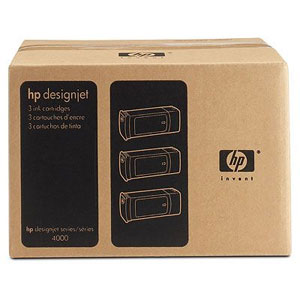 hp designjet
3 ink cartridges
3 cartouches d'encre
3 cartuchos de tinta
hp designjet series/séries
4000
hp
invent